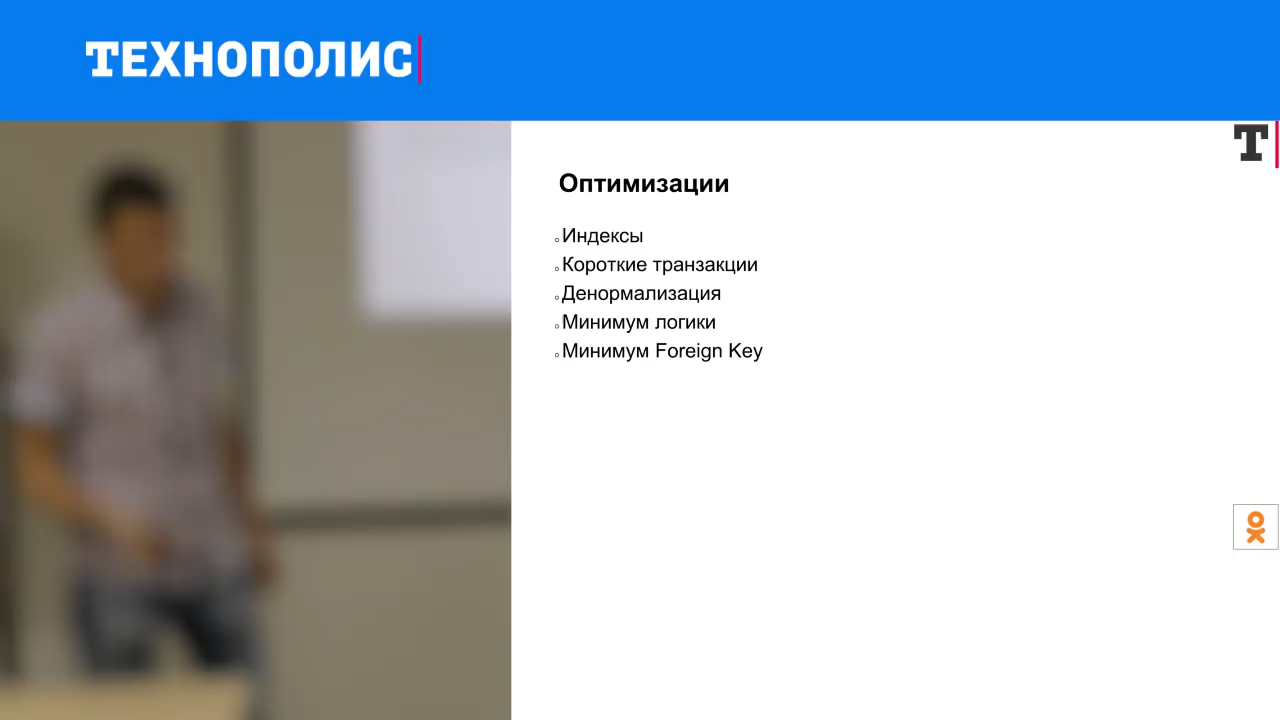 ТЕХНОПОЛИС
Т
Оптимизации
Индексы
Короткие транзакции
Денормализация
Минимум логики
Минимум Foreign Key